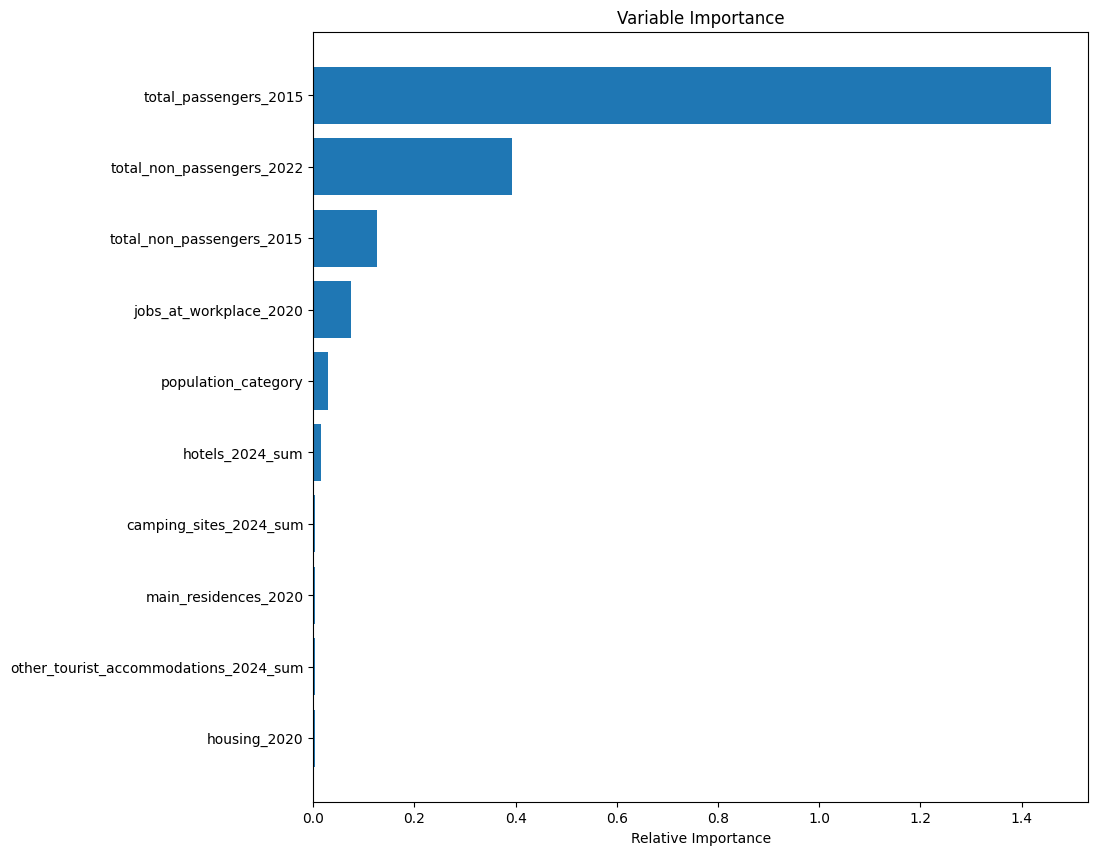 Variable Importance
total_passengers_2015
total_non_passengers_2022
total_non_passengers_2015
jobs_at_workplace_2020
population_category
hotels_2024_sum
camping_sites_2024_sum
main_residences_2020
other_tourist_accommodations_2024_sum
housing_2020
0.0 0.2 0.4 0.6 0.8 1.0 1.2 1.4
Relative Importance